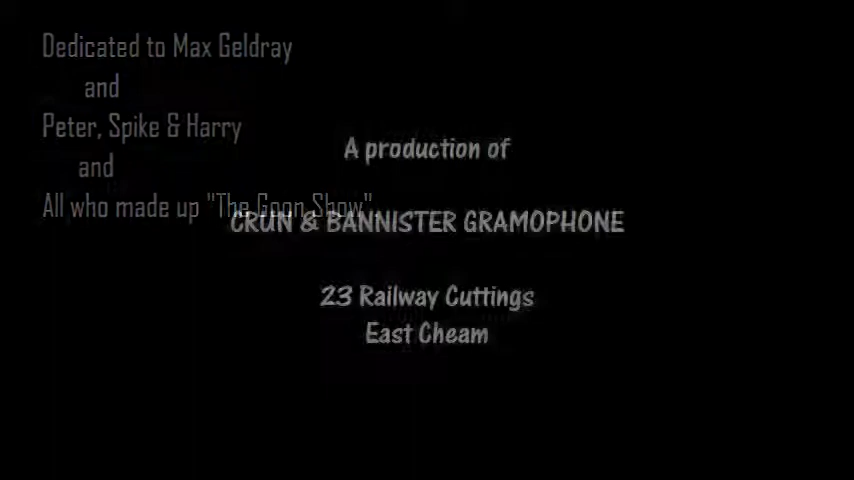 Dedicated to Max Geldray
and
Peter, Spike & Harry
and
All who made up "The Goon Show"
A production of
CRUN & BANNISTER GRAMOPHONE
23 Railway Cuttings
East Cheam